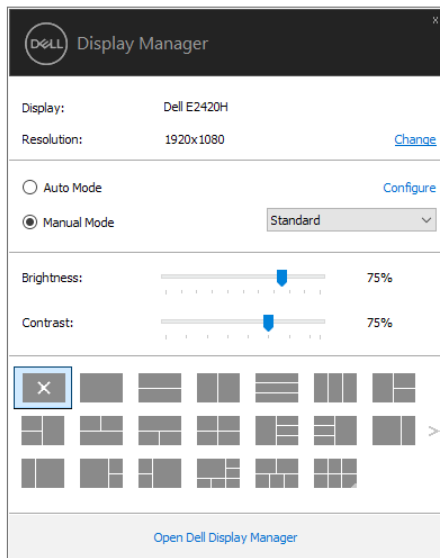 x
DELL Display Manager
Display: Dell E2420H
Resolution: 1920x1080 Change
Auto Mode Configure
Manual Mode Standard
Brightness: 75%
Contrast: 75%
Open Dell Display Manager